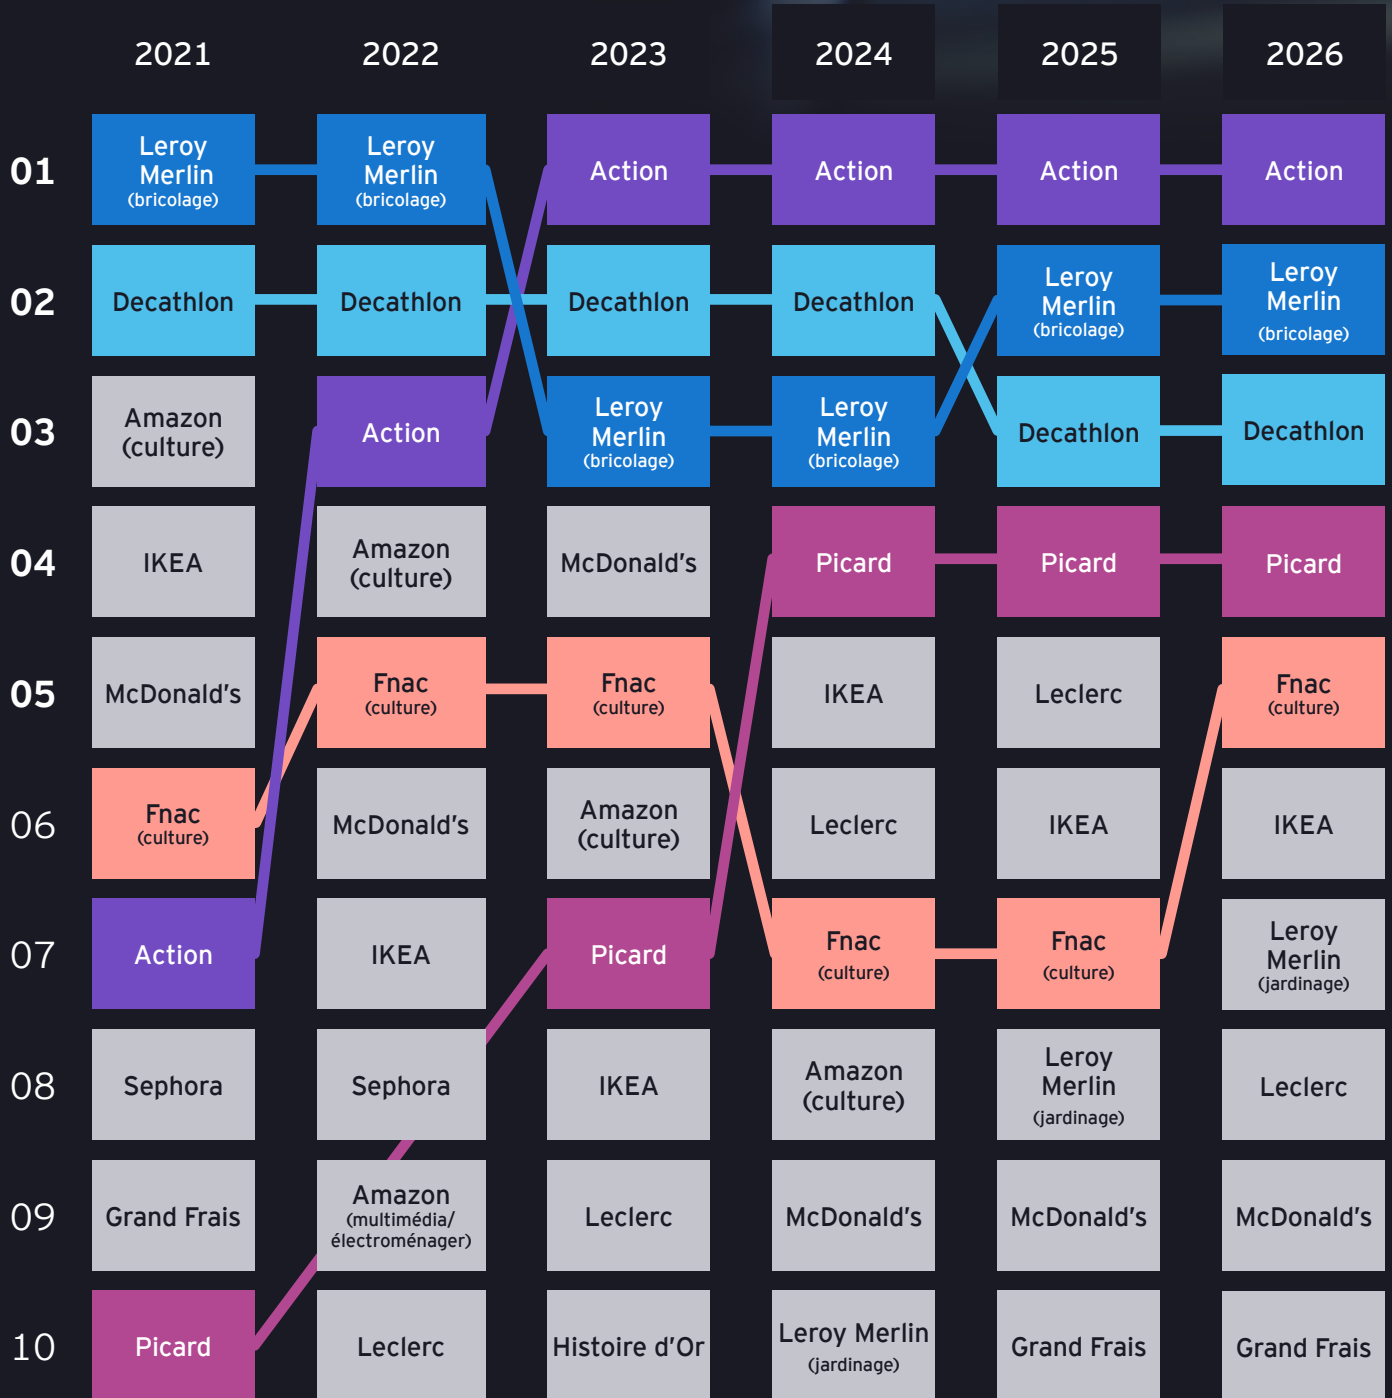 2021 2022 2023 2024 2025 2026
01
Leroy
Merlin
(bricolage)
Leroy
Merlin
(bricolage)
Action
Action
Action
Action
02
Decathlon
Decathlon
Decathlon
Decathlon
Leroy
Merlin
(bricolage)
Leroy
Merlin
(bricolage)
03
Amazon
(culture)
Action
Leroy
Merlin
(bricolage)
Leroy
Merlin
(bricolage)
Decathlon
Decathlon
04
IKEA
Amazon
(culture)
McDonald's
Picard
Picard
Picard
05
McDonald's
Fnac
(culture)
Fnac
(culture)
IKEA
Leclerc
Fnac
(culture)
06
Fnac
(culture)
McDonald's
Amazon
(culture)
Leclerc
IKEA
IKEA
07
Action
IKEA
Picard
Fnac
(culture)
Fnac
(culture)
Leroy
Merlin
(jardinage)
08
Sephora
Sephora
IKEA
Amazon
(culture)
Leroy
Merlin
(jardinage)
Leclerc
09
Grand Frais
Amazon
(multimédia/
électroménager)
Leclerc
McDonald's
McDonald's
McDonald's
10
Picard
Leclerc
Histoire d'Or
Leroy Merlin
(jardinage)
Grand Frais
Grand Frais